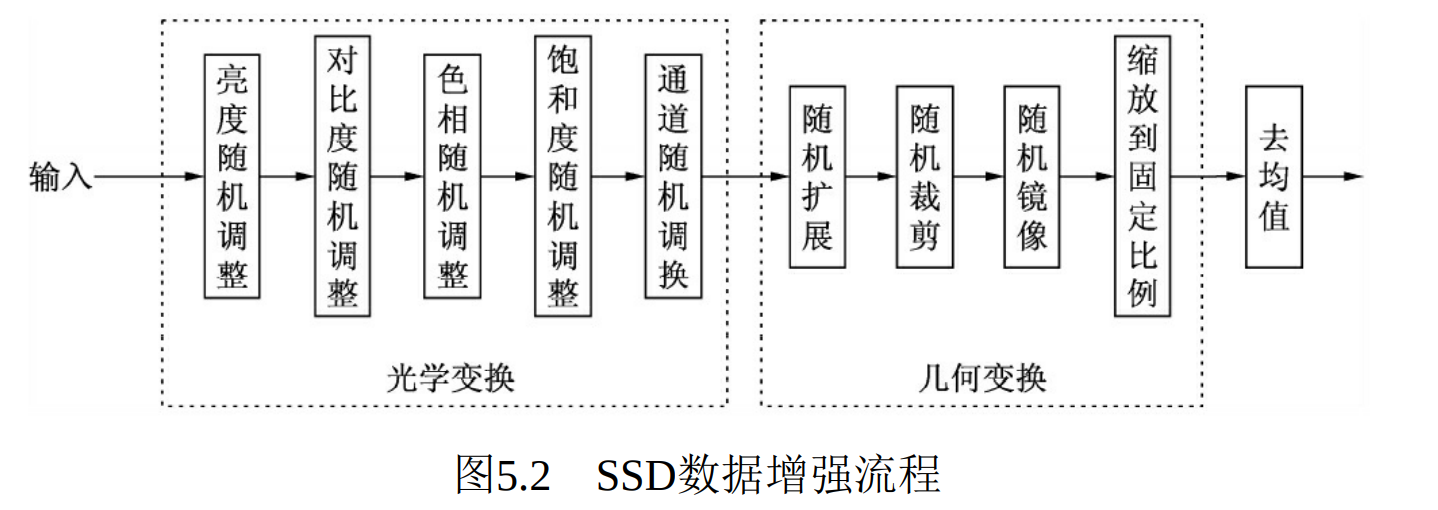 输入
亮度随机调整
对比度随机调整
色相随机调整
饱和度随机调整
通道随机调换
光学变换
随机扩展
随机裁剪
随机镜像
缩放到固定比例
几何变换
去均值
图5.2 SSD数据增强流程